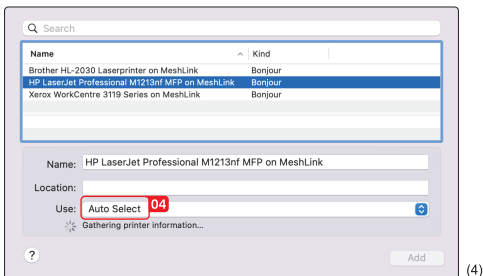 Search
Name Kind
Brother HL-2030 Laserprinter on MeshLink Bonjour
HP LaserJet Professional M1213nf MFP on MeshLink Bonjour
Xerox WorkCentre 3119 Series on MeshLink Bonjour
Name: HP LaserJet Professional M1213nf MFP on MeshLink
Location:
Use: Auto Select 04
Gathering printer information...
? Add
(4)